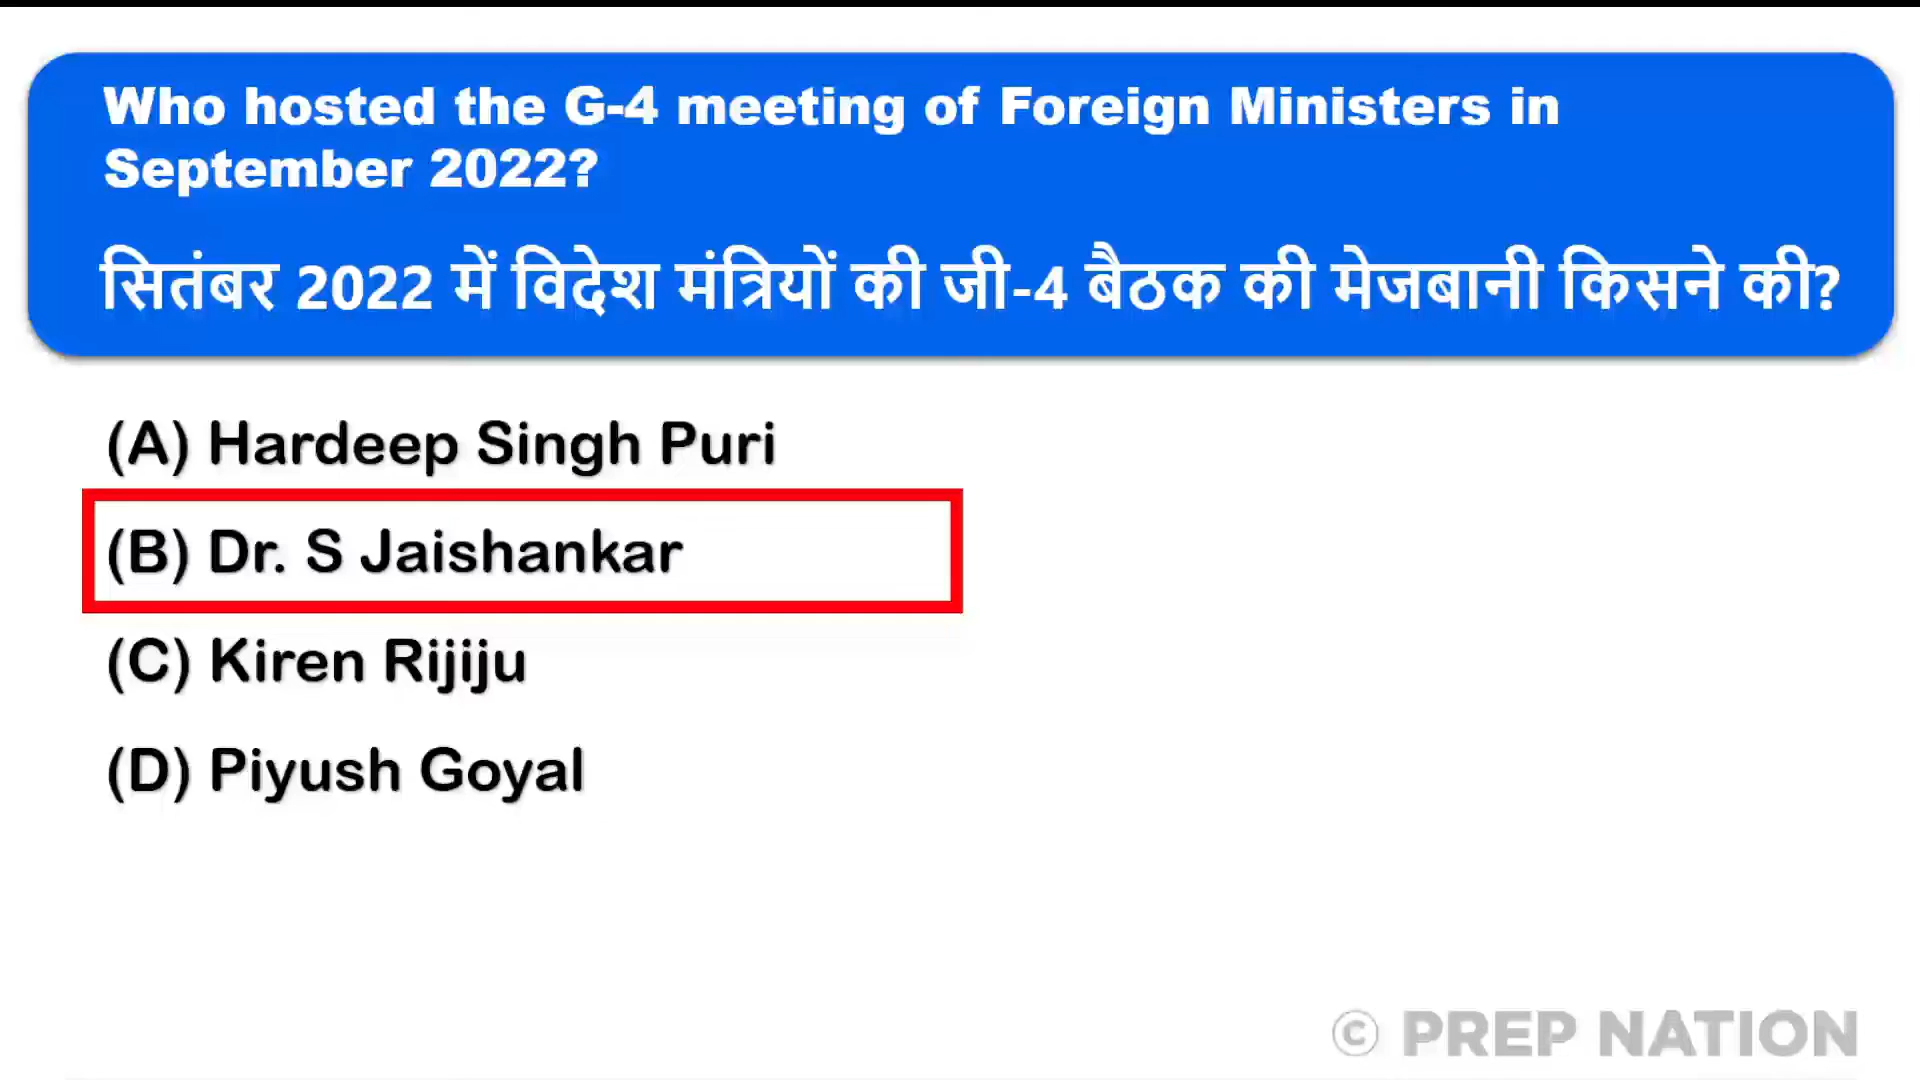 Who hosted the G-4 meeting of Foreign Ministers in
September 2022?
सितंबर 2022 में विदेश मंत्रियों की जी-4 बैठक की मेजबानी किसने की?
(A) Hardeep Singh Puri
(B) Dr. S Jaishankar
(C) Kiren Rijiju
(D) Piyush Goyal
© PREP NATION